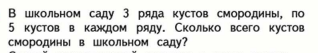 В школьном саду 3 ряда кустов смородины, по
5 кустов в каждом ряду. Сколько всего кустов
смородины в школьном саду?